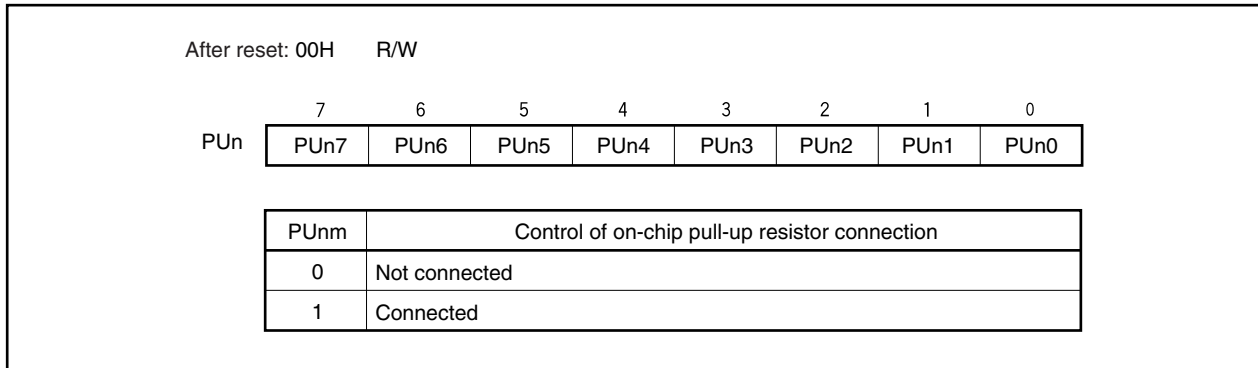 After reset: 00H R/W
7 6 5 4 3 2 1 0
PUn PUn7 PUn6 PUn5 PUn4 PUn3 PUn2 PUn1 PUn0
PUnm Control of on-chip pull-up resistor connection
0 Not connected
1 Connected